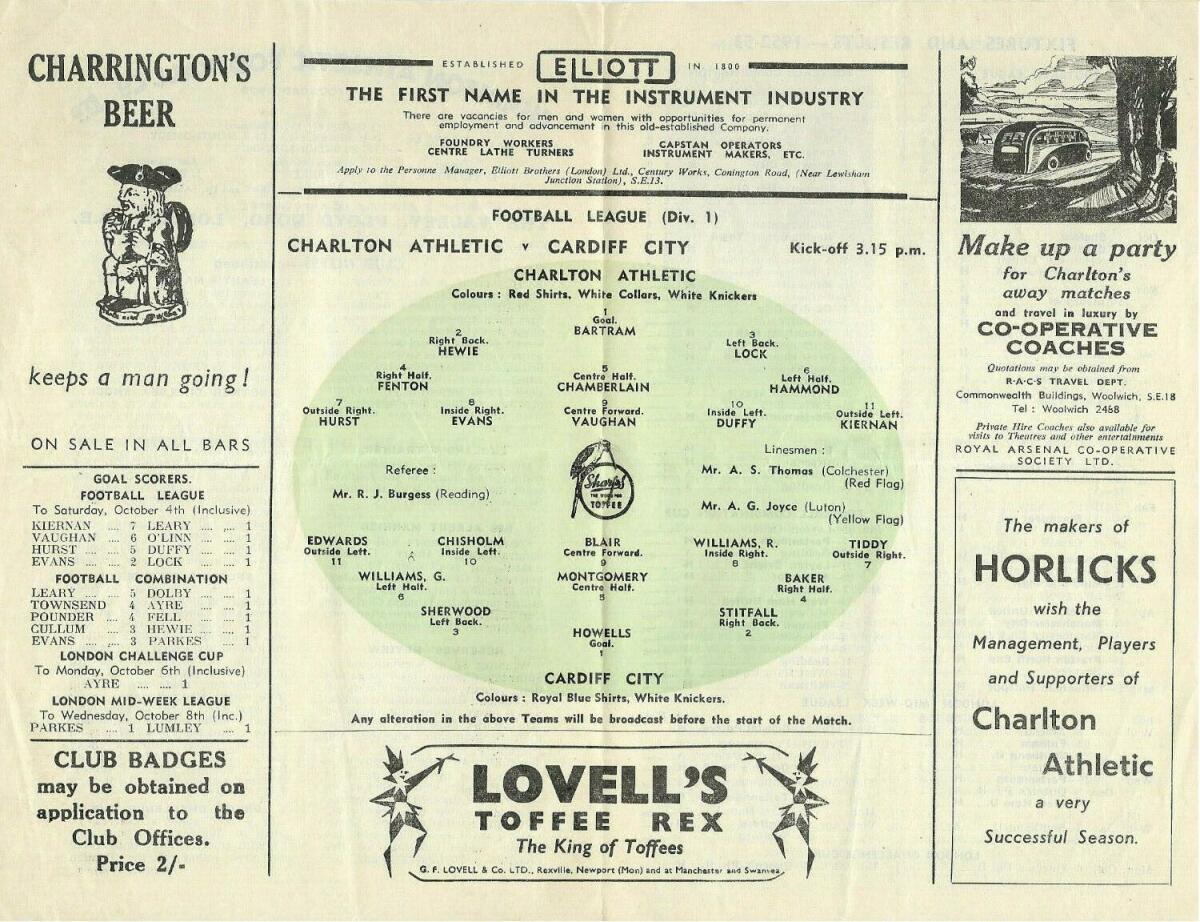 CHARRINGTON'S
BEER
keeps a man going!
ON SALE IN ALL BARS
GOAL SCORERS.
FOOTBALL LEAGUE
To Saturday, October 4th (Inclusive)
KIERNAN .... 7 LEARY .... .... 1
VAUGHAN .... 6 O'LINN .... .... 1
HURST .... .... 5 DUFFY .... .... 1
EVANS .... .... 2 LOCK .... .... 1
FOOTBALL COMBINATION
LEARY .... .... 5 DOLBY .... .... 1
TOWNSEND .... 4 AYRE .... .... 1
POUNDER .... 4 FELL .... .... 1
CULLUM .... 3 HEWIE .... .... 1
EVANS .... .... 3 PARKES .... .... 1
LONDON CHALLENGE CUP
To Monday, October 6th (Inclusive)
AYRE .... .... 1
LONDON MID-WEEK LEAGUE
To Wednesday, October 8th (Inc.)
PARKES .... 1 LUMLEY .... 1
CLUB BADGES
may be obtained on
application to the
Club Offices.
Price 2/-
ESTABLISHED ELLIOTT IN 1800
THE FIRST NAME IN THE INSTRUMENT INDUSTRY
There are vacancies for men and women with opportunities for permanent
employment and advancement in this old-established Company.
FOUNDRY WORKERS CAPSTAN OPERATORS
CENTRE LATHE TURNERS INSTRUMENT MAKERS, ETC.
Apply to the Personne Manager, Elliott Brothers (London) Ltd., Century Works, Conington Road, (Near Lewisham
Junction Station), S.E.13.
FOOTBALL LEAGUE (Div. 1)
CHARLTON ATHLETIC v CARDIFF CITY Kick-off 3.15 p.m.
CHARLTON ATHLETIC
Colours : Red Shirts, White Collars, White Knickers
1
Goal.
BARTRAM
2 3
Right Back. Left Back.
HEWIE LOCK
4 5 6
Right Half. Centre Half. Left Half.
FENTON CHAMBERLAIN HAMMOND
7 8 9 10 11
Outside Right. Inside Right. Centre Forward. Inside Left. Outside Left.
HURST EVANS VAUGHAN DUFFY KIERNAN
Referee :
Mr. R. J. Burgess (Reading)
Sharps
THE WORD FOR
TOFFEE
Linesmen :
Mr. A. S. Thomas (Colchester)
(Red Flag)
Mr. A. G. Joyce (Luton)
(Yellow Flag)
EDWARDS CHISHOLM BLAIR WILLIAMS, R. TIDDY
Outside Left. Inside Left. Centre Forward. Inside Right. Outside Right.
11 10 9 8 7
WILLIAMS, G. MONTGOMERY BAKER
Left Half. Centre Half. Right Half.
6 5 4
SHERWOOD STITFALL
Left Back. Right Back.
3 2
HOWELLS
Goal.
1
CARDIFF CITY
Colours : Royal Blue Shirts, White Knickers.
Any alteration in the above Teams will be broadcast before the start of the Match.
LOVELL'S
TOFFEE REX
The King of Toffees
G. F. LOVELL & Co. LTD., Rexville, Newport (Mon) and at Manchester and Swansea.
Make up a party
for Charlton's
away matches
and travel in luxury by
CO-OPERATIVE
COACHES
Quotations may be obtained from
R·A·C·S TRAVEL DEPT.
Commonwealth Buildings, Woolwich, S.E.18
Tel : Woolwich 2468
Private Hire Coaches also available for
visits to Theatres and other entertainments
ROYAL ARSENAL CO-OPERATIVE
SOCIETY LTD.
The makers of
HORLICKS
wish the
Management, Players
and Supporters of
Charlton
Athletic
a very
Successful Season.